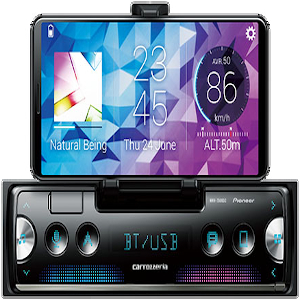 23
45
Natural Being
Thu 24 June
AVR.50
86
km/h
ALT.50m
Pioneer
BT/USB
carrozzeria